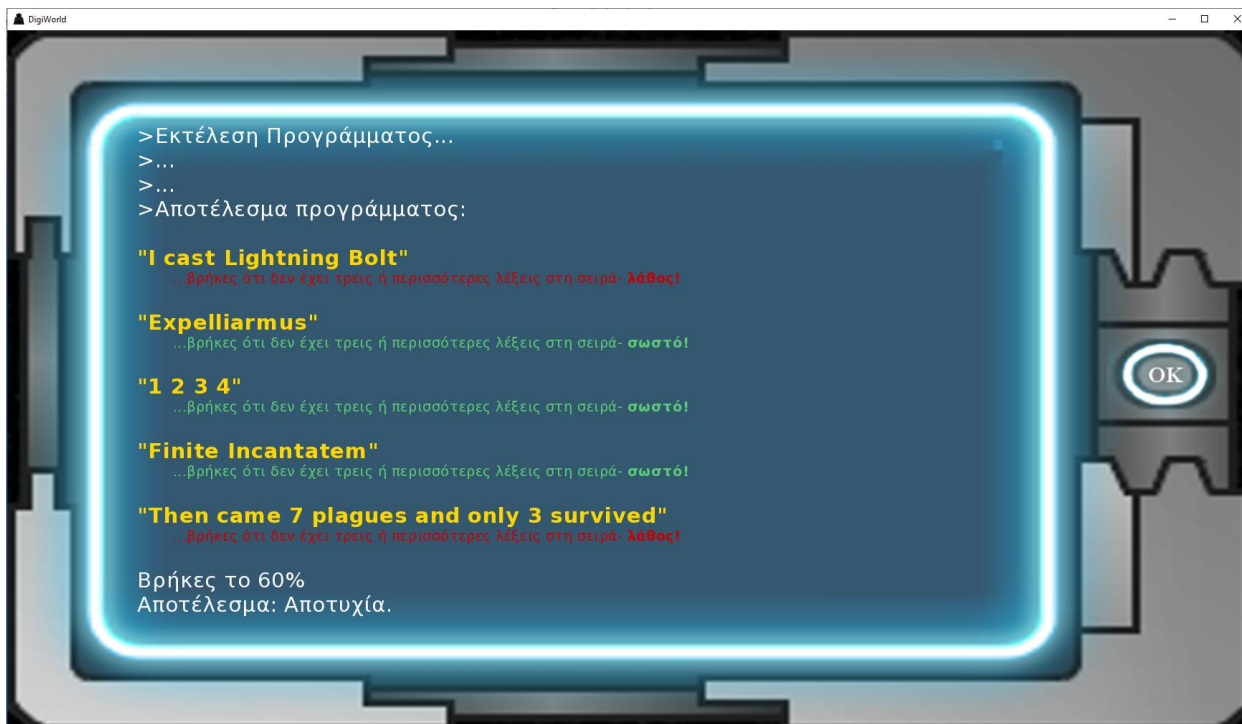 DigiWorld
>Εκτέλεση Προγράμματος...
>...
>...
>Αποτέλεσμα προγράμματος:
"I cast Lightning Bolt"
...βρήκες ότι δεν έχει τρεις ή περισσότερες λέξεις στη σειρά- λάθος!
"Expelliarmus"
...βρήκες ότι δεν έχει τρεις ή περισσότερες λέξεις στη σειρά- σωστό!
"1 2 3 4"
...βρήκες ότι δεν έχει τρεις ή περισσότερες λέξεις στη σειρά- σωστό!
"Finite Incantatem"
...βρήκες ότι δεν έχει τρεις ή περισσότερες λέξεις στη σειρά- σωστό!
"Then came 7 plagues and only 3 survived"
...βρήκες ότι δεν έχει τρεις ή περισσότερες λέξεις στη σειρά- λάθος!
Βρήκες το 60%
Αποτέλεσμα: Αποτυχία.
OK